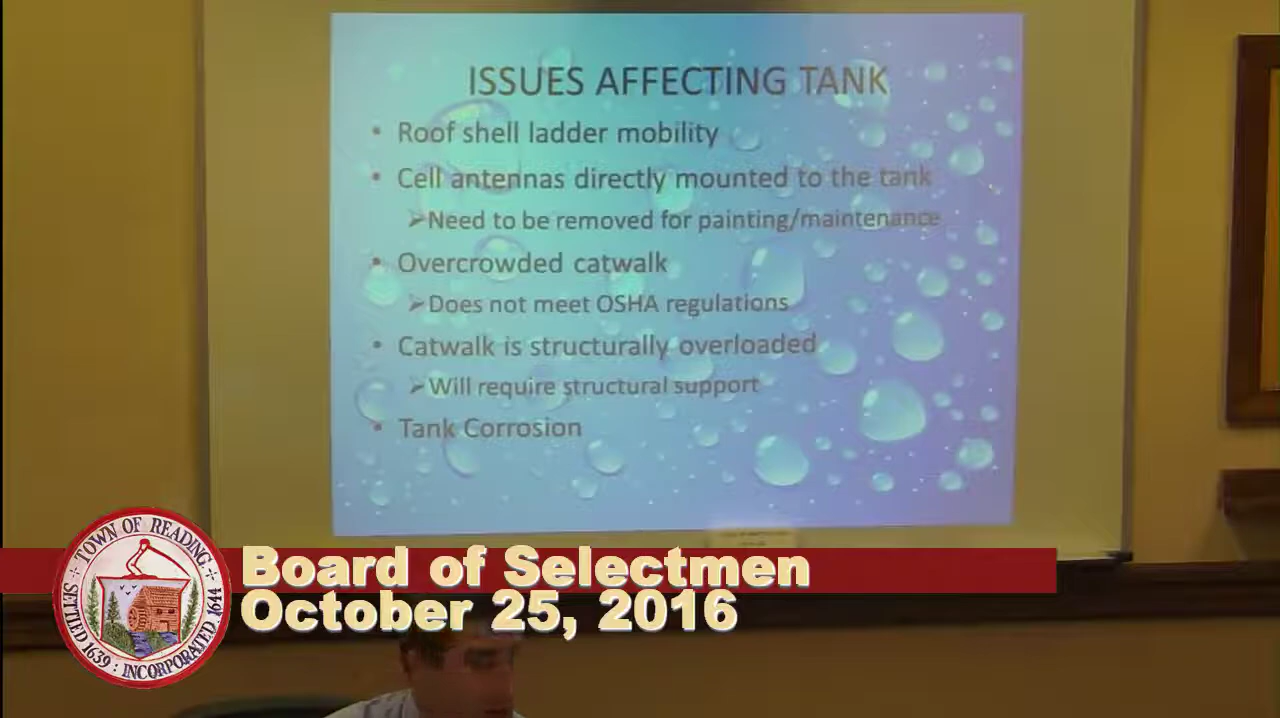 ISSUES AFFECTING TANK
• Roof shell ladder mobility
• Cell antennas directly mounted to the tank
➢Need to be removed for painting/maintenance
• Overcrowded catwalk
➢Does not meet OSHA regulations
• Catwalk is structurally overloaded
➢Will require structural support
• Tank Corrosion
TOWN OF READING
SETTLED 1639 : INCORPORATED 1644
Board of Selectmen
October 25, 2016